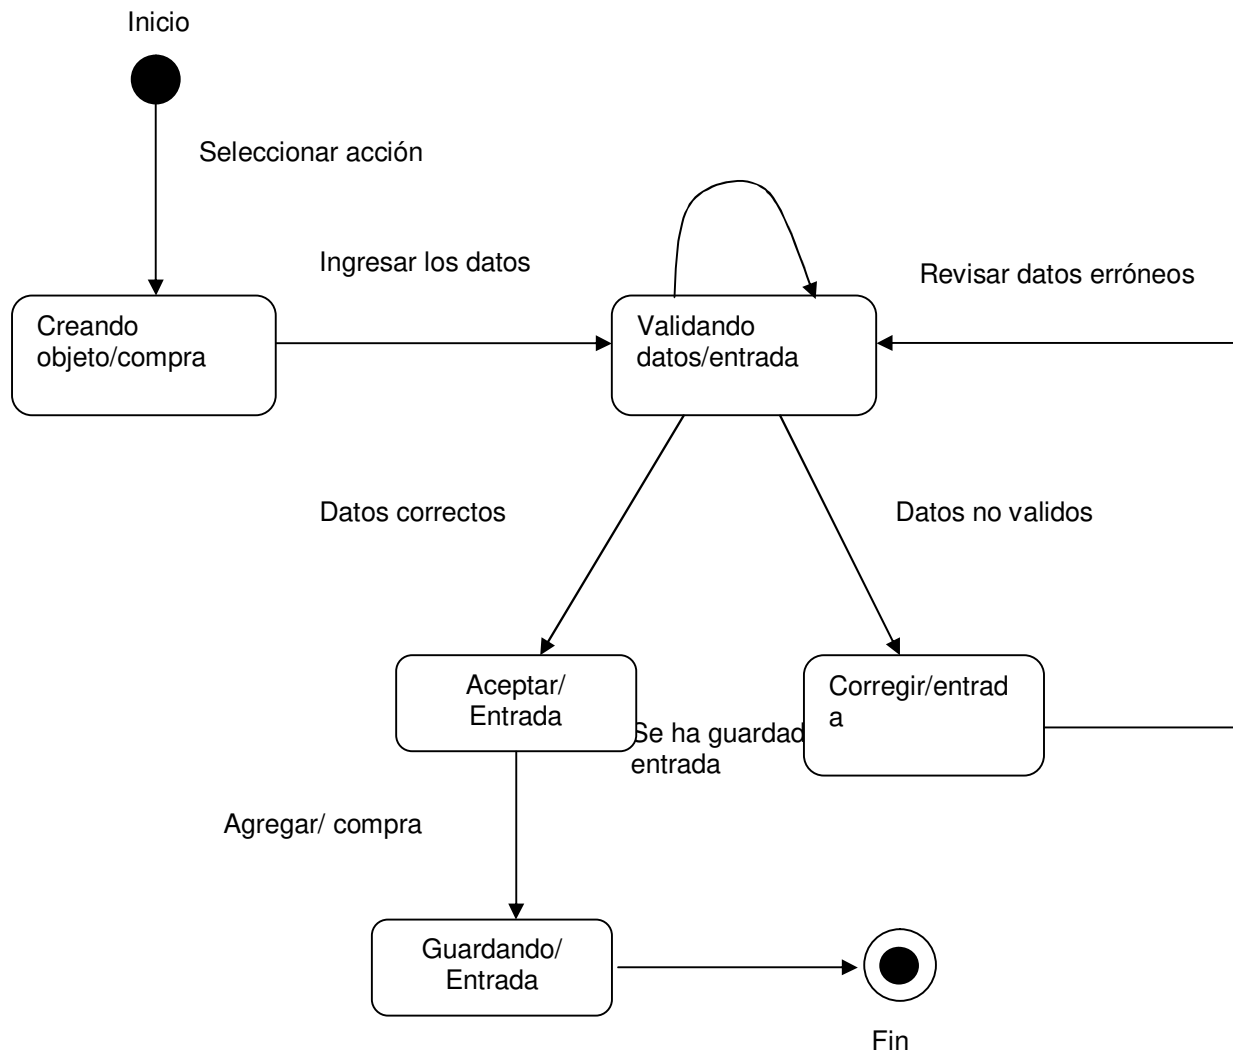 Inicio
Seleccionar acción
Ingresar los datos
Revisar datos erróneos
Creando
objeto/compra
Validando
datos/entrada
Datos correctos
Datos no validos
Aceptar/
Entrada
Corregir/entrad
a
Se ha guardad
entrada
Agregar/ compra
Guardando/
Entrada
Fin